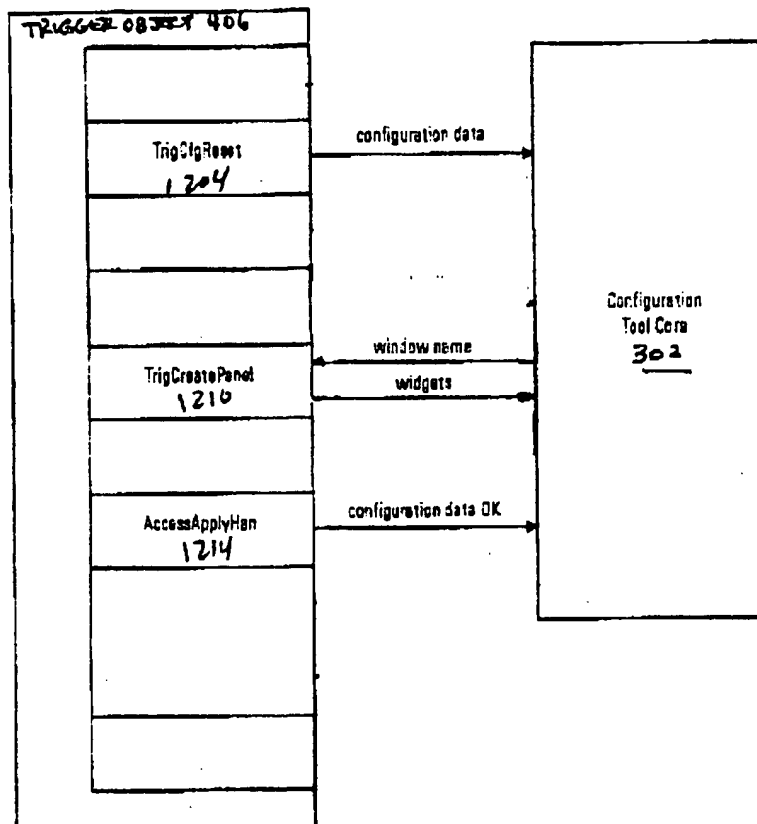 TRIGGER OBJECT 406
TrigCfgReset
1204
configuration data
Configuration
Tool Core
302
window name
TrigCreatePanel
1210
widgets
AccessApplyHan
1214
configuration data OK